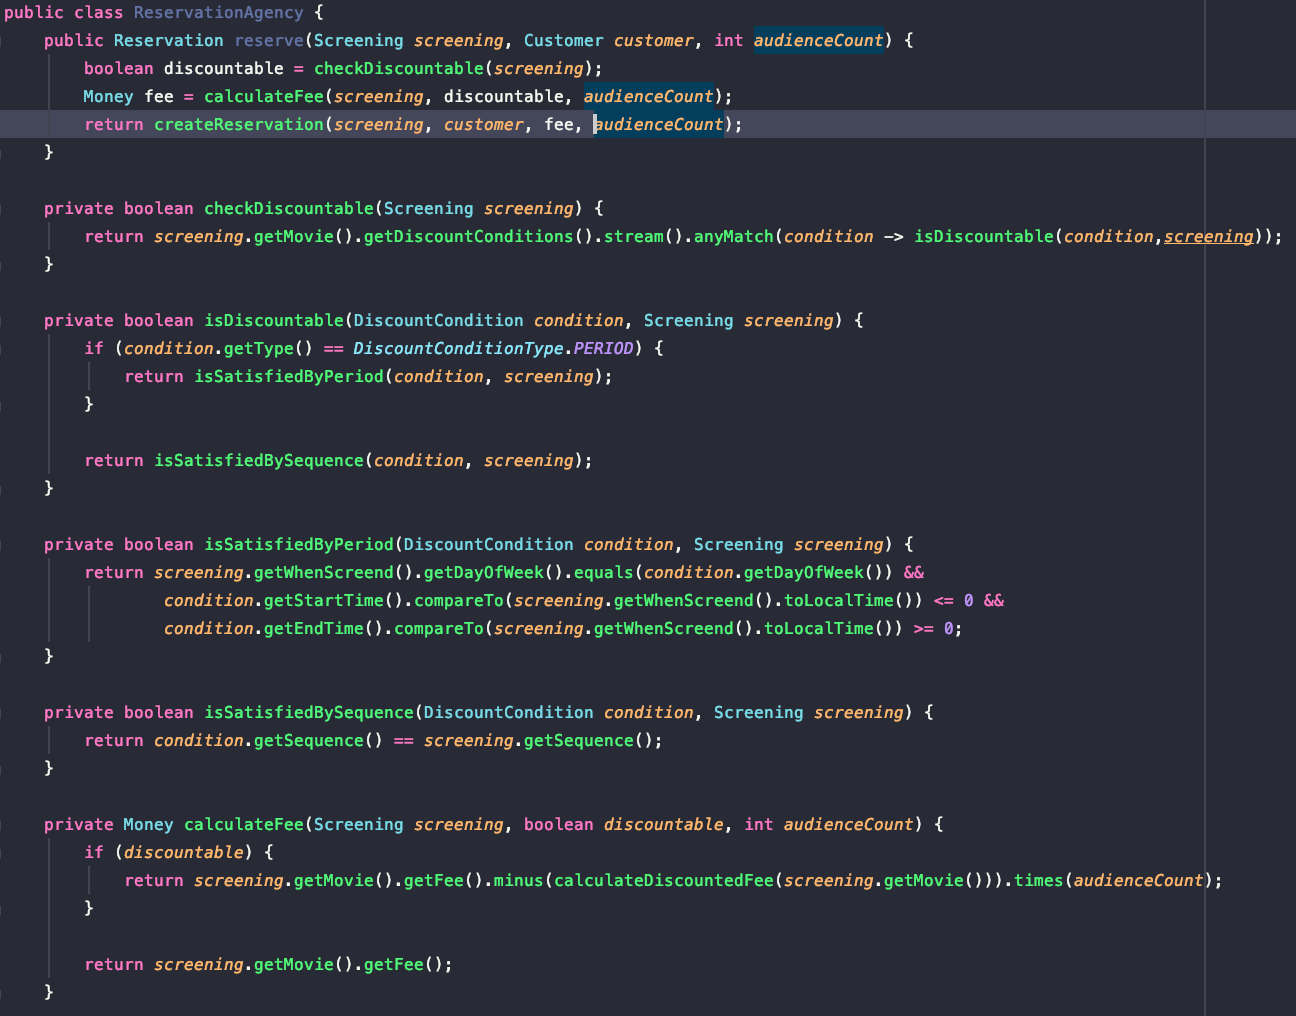 public class ReservationAgency {
    public Reservation reserve(Screening screening, Customer customer, int audienceCount) {
        boolean discountable = checkDiscountable(screening);
        Money fee = calculateFee(screening, discountable, audienceCount);
        return createReservation(screening, customer, fee, audienceCount);
    }

    private boolean checkDiscountable(Screening screening) {
        return screening.getMovie().getDiscountConditions().stream().anyMatch(condition -> isDiscountable(condition,screening));
    }

    private boolean isDiscountable(DiscountCondition condition, Screening screening) {
        if (condition.getType() == DiscountConditionType.PERIOD) {
            return isSatisfiedByPeriod(condition, screening);
        }

        return isSatisfiedBySequence(condition, screening);
    }

    private boolean isSatisfiedByPeriod(DiscountCondition condition, Screening screening) {
        return screening.getWhenScreend().getDayOfWeek().equals(condition.getDayOfWeek()) &&
                condition.getStartTime().compareTo(screening.getWhenScreend().toLocalTime()) <= 0 &&
                condition.getEndTime().compareTo(screening.getWhenScreend().toLocalTime()) >= 0;
    }

    private boolean isSatisfiedBySequence(DiscountCondition condition, Screening screening) {
        return condition.getSequence() == screening.getSequence();
    }

    private Money calculateFee(Screening screening, boolean discountable, int audienceCount) {
        if (discountable) {
            return screening.getMovie().getFee().minus(calculateDiscountedFee(screening.getMovie())).times(audienceCount);
        }

        return screening.getMovie().getFee();
    }